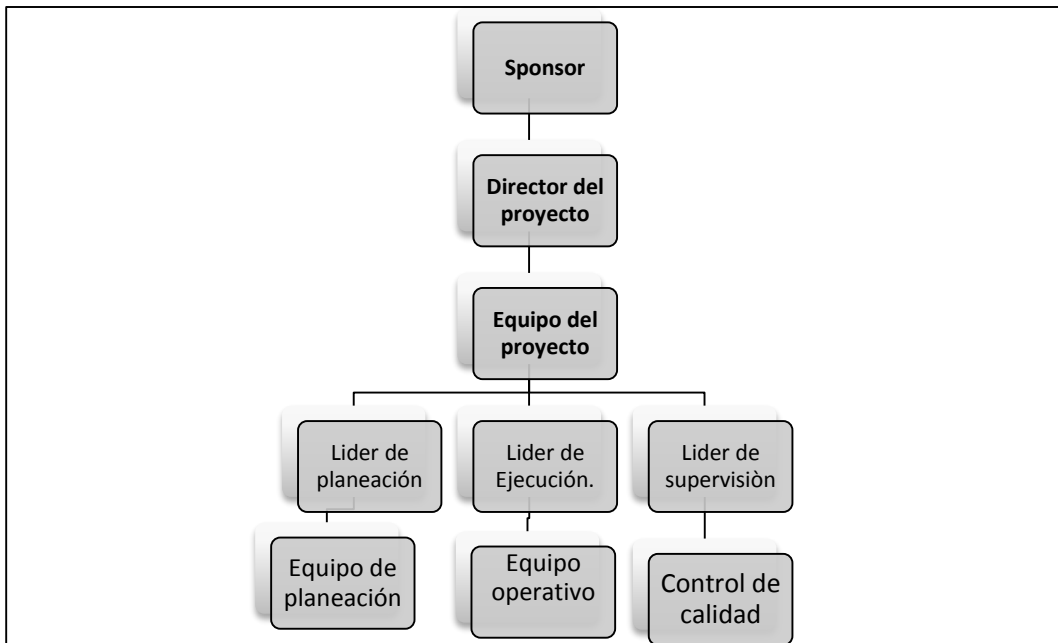 Sponsor
Director del
proyecto
Equipo del
proyecto
Lider de
planeación
Lider de
Ejecución.
Lider de
supervisiòn
Equipo de
planeación
Equipo
operativo
Control de
calidad